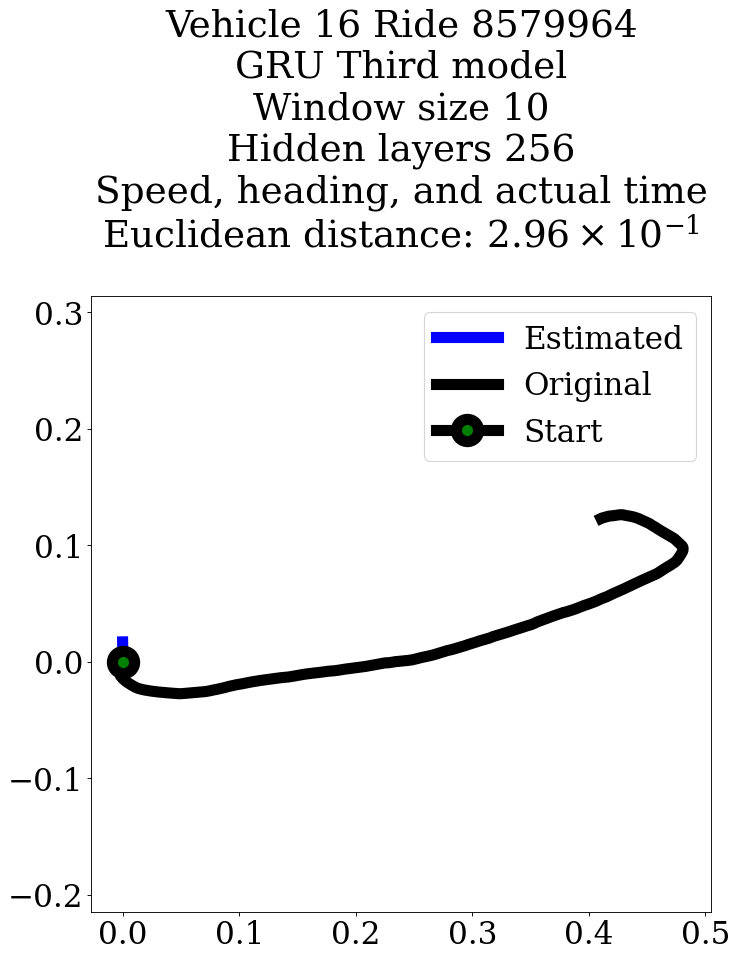 Vehicle 16 Ride 8579964
GRU Third model
Window size 10
Hidden layers 256
Speed, heading, and actual time
Euclidean distance: 2.96 × 10⁻¹
Estimated
Original
Start
0.3
0.2
0.1
0.0
−0.1
−0.2
0.0 0.1 0.2 0.3 0.4 0.5